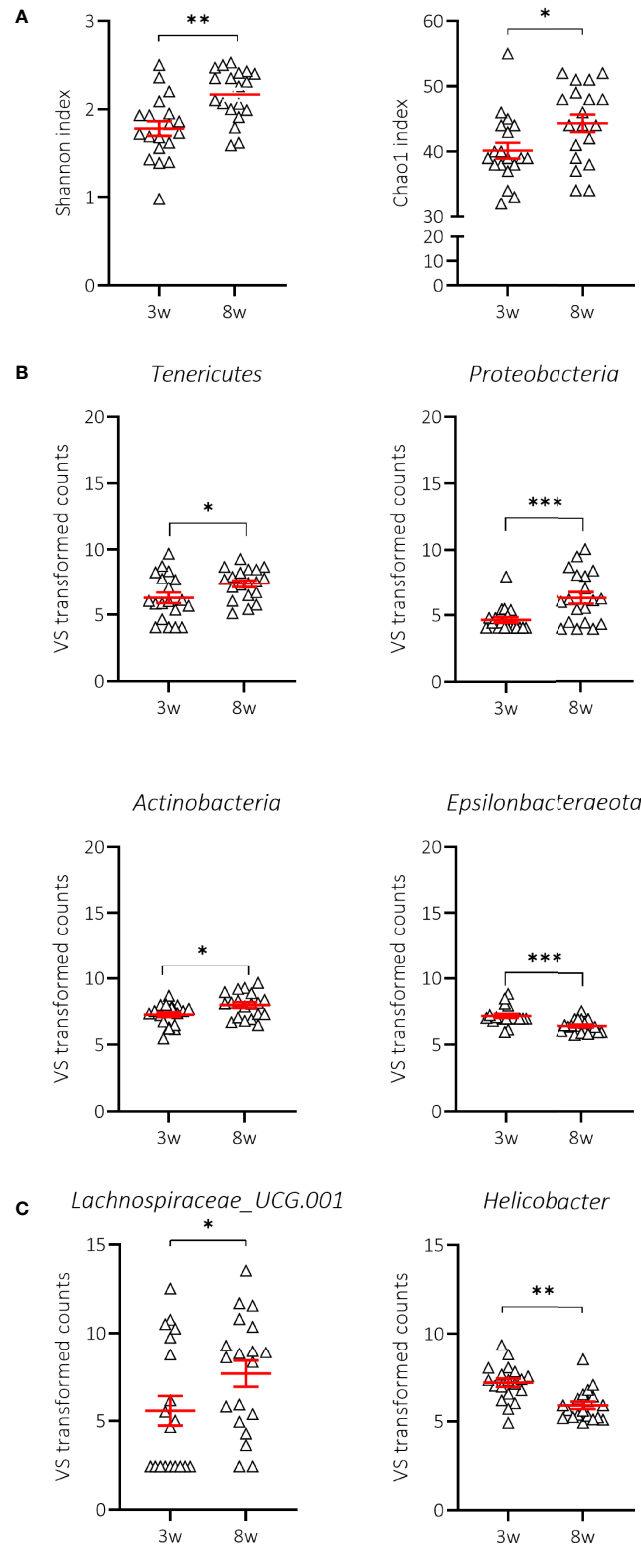 A
Shannon index
3
2
1
0
**
3w
8w
Chao1 index
60
50
40
30
20
10
0
*
3w
8w
B
Tenericutes
VS transformed counts
20
15
10
5
0
*
3w
8w
Proteobacteria
VS transformed counts
20
15
10
5
0
***
3w
8w
Actinobacteria
VS transformed counts
20
15
10
5
0
*
3w
8w
Epsilonbacteraeota
VS transformed counts
20
15
10
5
0
***
3w
8w
C
Lachnospiraceae_UCG.001
VS transformed counts
15
10
5
0
*
3w
8w
Helicobacter
VS transformed counts
15
10
5
0
**
3w
8w